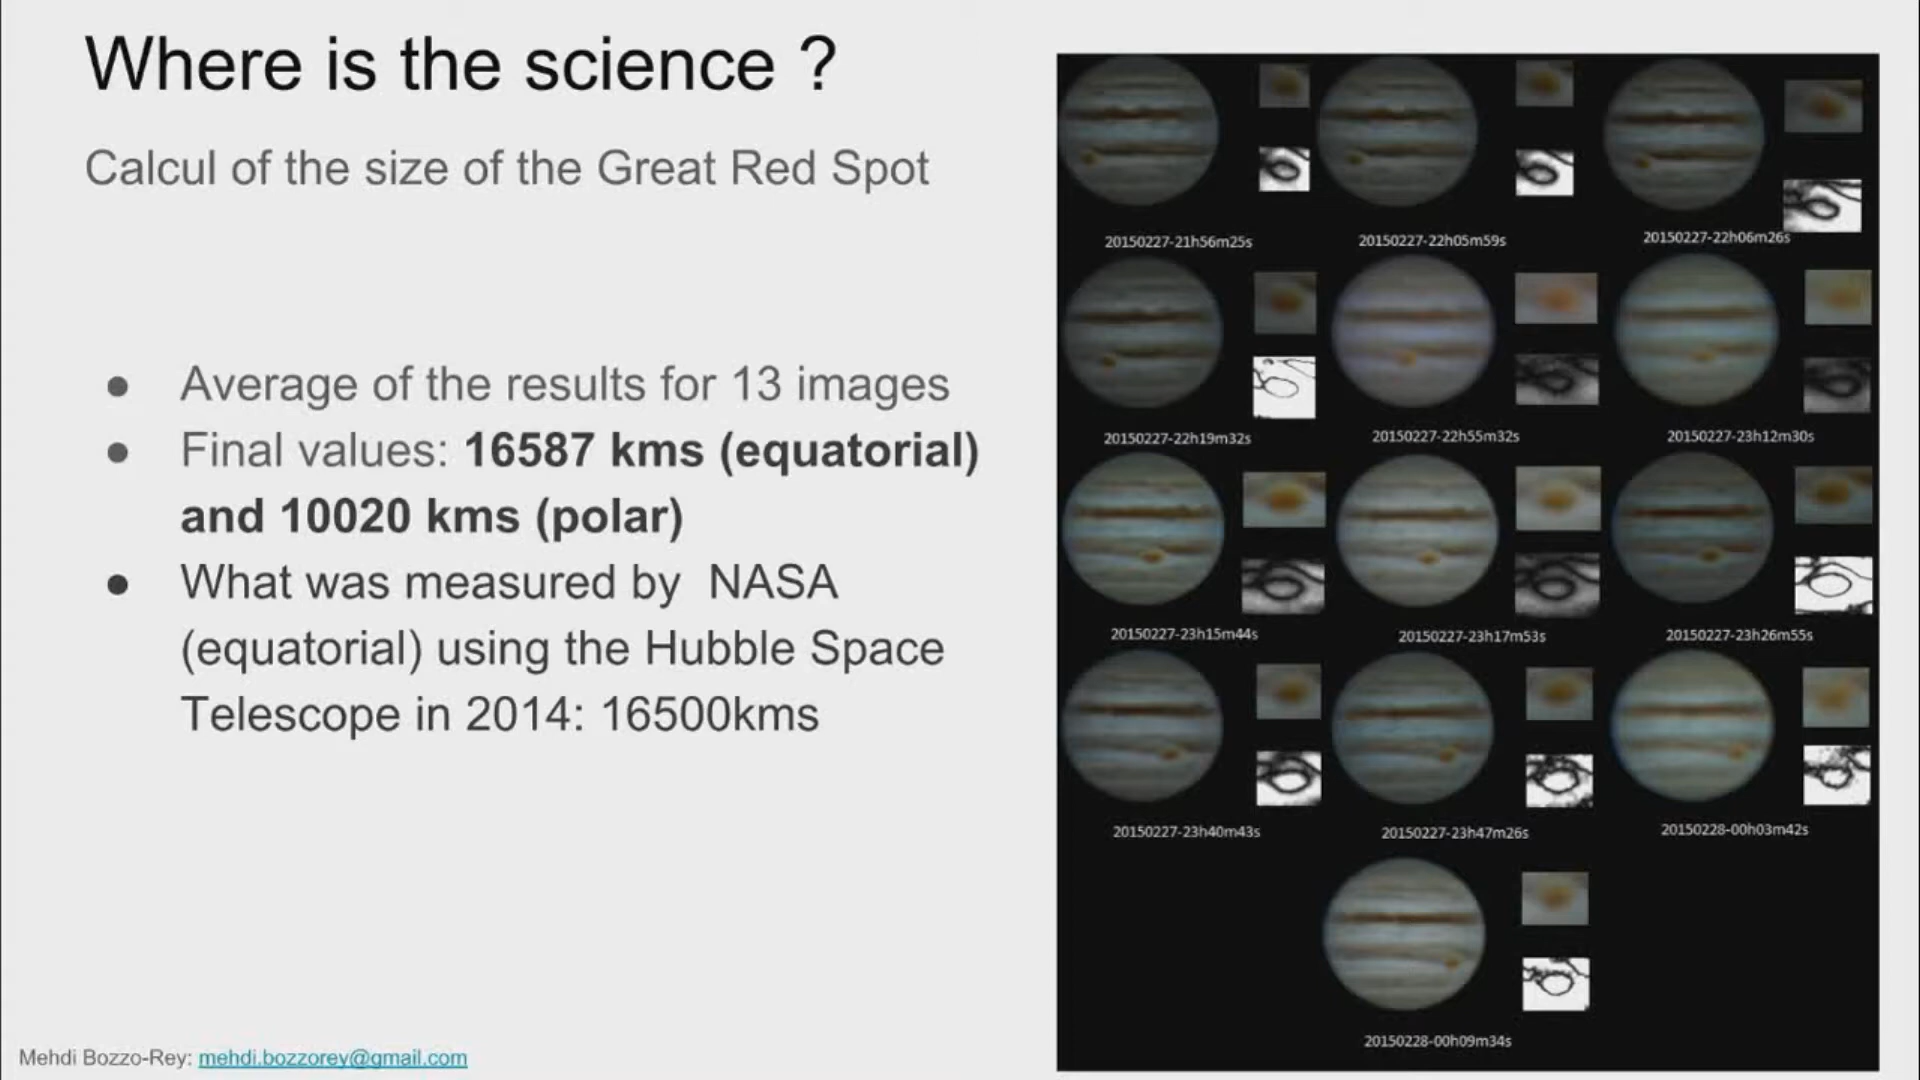 Where is the science ?
Calcul of the size of the Great Red Spot
● Average of the results for 13 images
● Final values: 16587 kms (equatorial)
and 10020 kms (polar)
● What was measured by NASA
(equatorial) using the Hubble Space
Telescope in 2014: 16500kms
20150227-21h56m25s
20150227-22h05m59s
20150227-22h06m26s
20150227-22h19m32s
20150227-22h55m32s
20150227-23h12m30s
20150227-23h15m44s
20150227-23h17m53s
20150227-23h26m55s
20150227-23h40m43s
20150227-23h47m26s
20150228-00h03m42s
20150228-00h09m34s
Mehdi Bozzo-Rey: mehdi.bozzorey@gmail.com